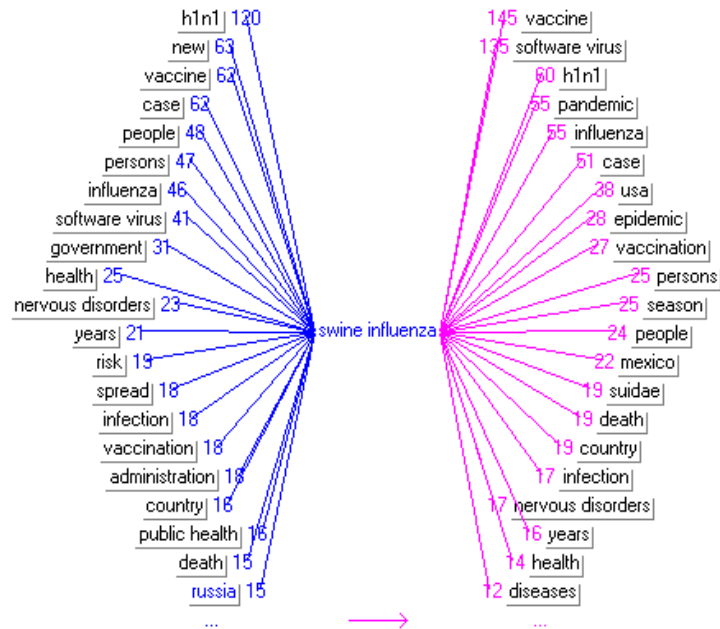 h1n1 120 145 vaccine
new 63 135 software virus
vaccine 62 60 h1n1
case 62 55 pandemic
people 48 55 influenza
persons 47 51 case
influenza 46 38 usa
software virus 41 28 epidemic
government 31 27 vaccination
health 25 25 persons
nervous disorders 23 25 season
years 21 swine influenza 24 people
risk 19 22 mexico
spread 18 19 suidae
infection 18 19 death
vaccination 18 19 country
administration 18 17 infection
country 16 17 nervous disorders
public health 16 16 years
death 15 14 health
russia 15 12 diseases
... ...